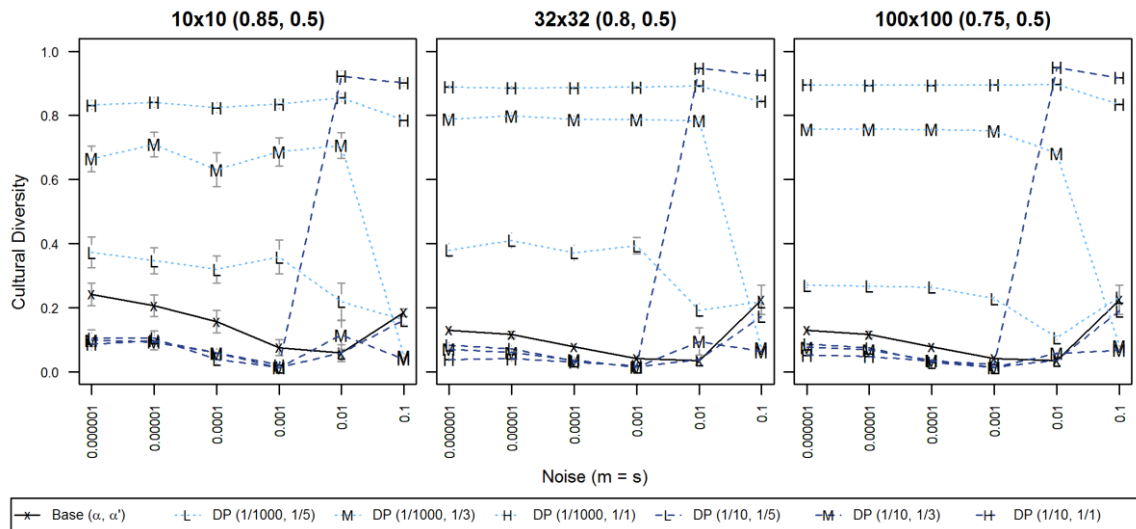 10x10 (0.85, 0.5) 32x32 (0.8, 0.5) 100x100 (0.75, 0.5)
Cultural Diversity
1.0
0.8
0.6
0.4
0.2
0.0
0.000001 0.00001 0.0001 0.001 0.01 0.1 0.000001 0.00001 0.0001 0.001 0.01 0.1 0.000001 0.00001 0.0001 0.001 0.01 0.1
Noise (m = s)
Base (α, α') L DP (1/1000, 1/5) M DP (1/1000, 1/3) H DP (1/1000, 1/1) L DP (1/10, 1/5) M DP (1/10, 1/3) H DP (1/10, 1/1)